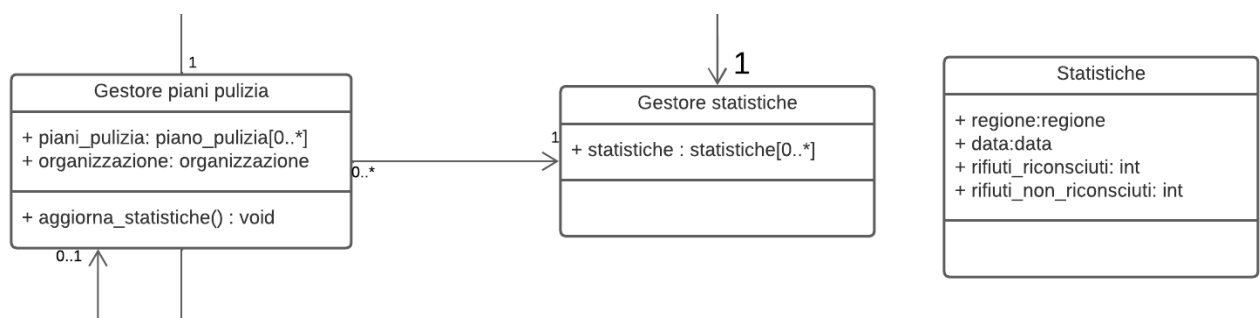 1
Gestore piani pulizia
+ piani_pulizia: piano_pulizia[0..*]
+ organizzazione: organizzazione
+ aggiorna_statistiche() : void
0..1
0..*
1
1
Gestore statistiche
+ statistiche : statistiche[0..*]
Statistiche
+ regione:regione
+ data:data
+ rifiuti_riconsciuti: int
+ rifiuti_non_riconsciuti: int